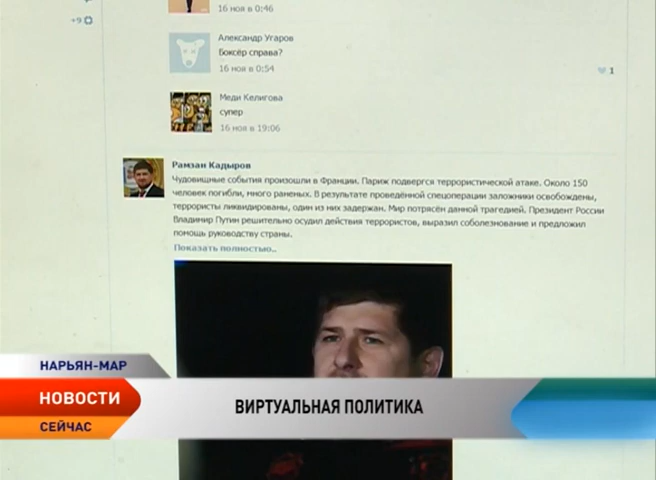 16 ноя в 0:46
+9
Александр Угаров
Боксёр справа?
16 ноя в 0:54
1
Меди Келигова
супер
16 ноя в 19:06
Рамзан Кадыров
Чудовищные события произошли в Франции. Париж подвергся террористической атаке. Около 150
человек погибли, много раненых. В результате проведённой спецоперации заложники освобождены,
террористы ликвидированы, один из них задержан. Мир потрясён данной трагедией. Президент России
Владимир Путин решительно осудил действия террористов, выразил соболезнование и предложил
помощь руководству страны.
Показать полностью..
НАРЬЯН-МАР
НОВОСТИ
СЕЙЧАС
ВИРТУАЛЬНАЯ ПОЛИТИКА